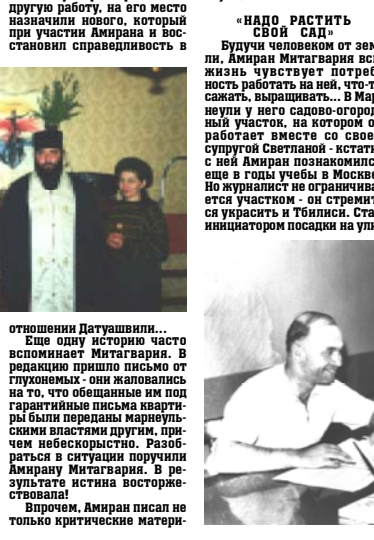 другую работу, на его место
назначили нового, который
при участии Амирана и вос-
становил справедливость в
отношении Датуашвили...
Еще одну историю часто
вспоминает Митагвария. В
редакцию пришло письмо от
глухонемых - они жаловались
на то, что обещанные им под
гарантийные письма кварти-
ры были переданы марнеуль-
скими властями другим, при-
чем небескорыстно. Разоб-
раться в ситуации поручили
Амирану Митагвария. В ре-
зультате истина восторже-
ствовала!
Впрочем, Амиран писал не
только критические матери-
«НАДО РАСТИТЬ
СВОЙ САД»
Будучи человеком от зем-
ли, Амиран Митагвария вс
жизнь чувствует потреб
ность работать на ней, что-т
сажать, выращивать... В Мар
неули у него садово-огород
ный участок, на котором о
работает вместе со свое
супругой Светланой - кстати
с ней Амиран познакомилс
еще в годы учебы в Москве
Но журналист не ограничива
ется участком - он стремит
ся украсить и Тбилиси. Ста
инициатором посадки на ули